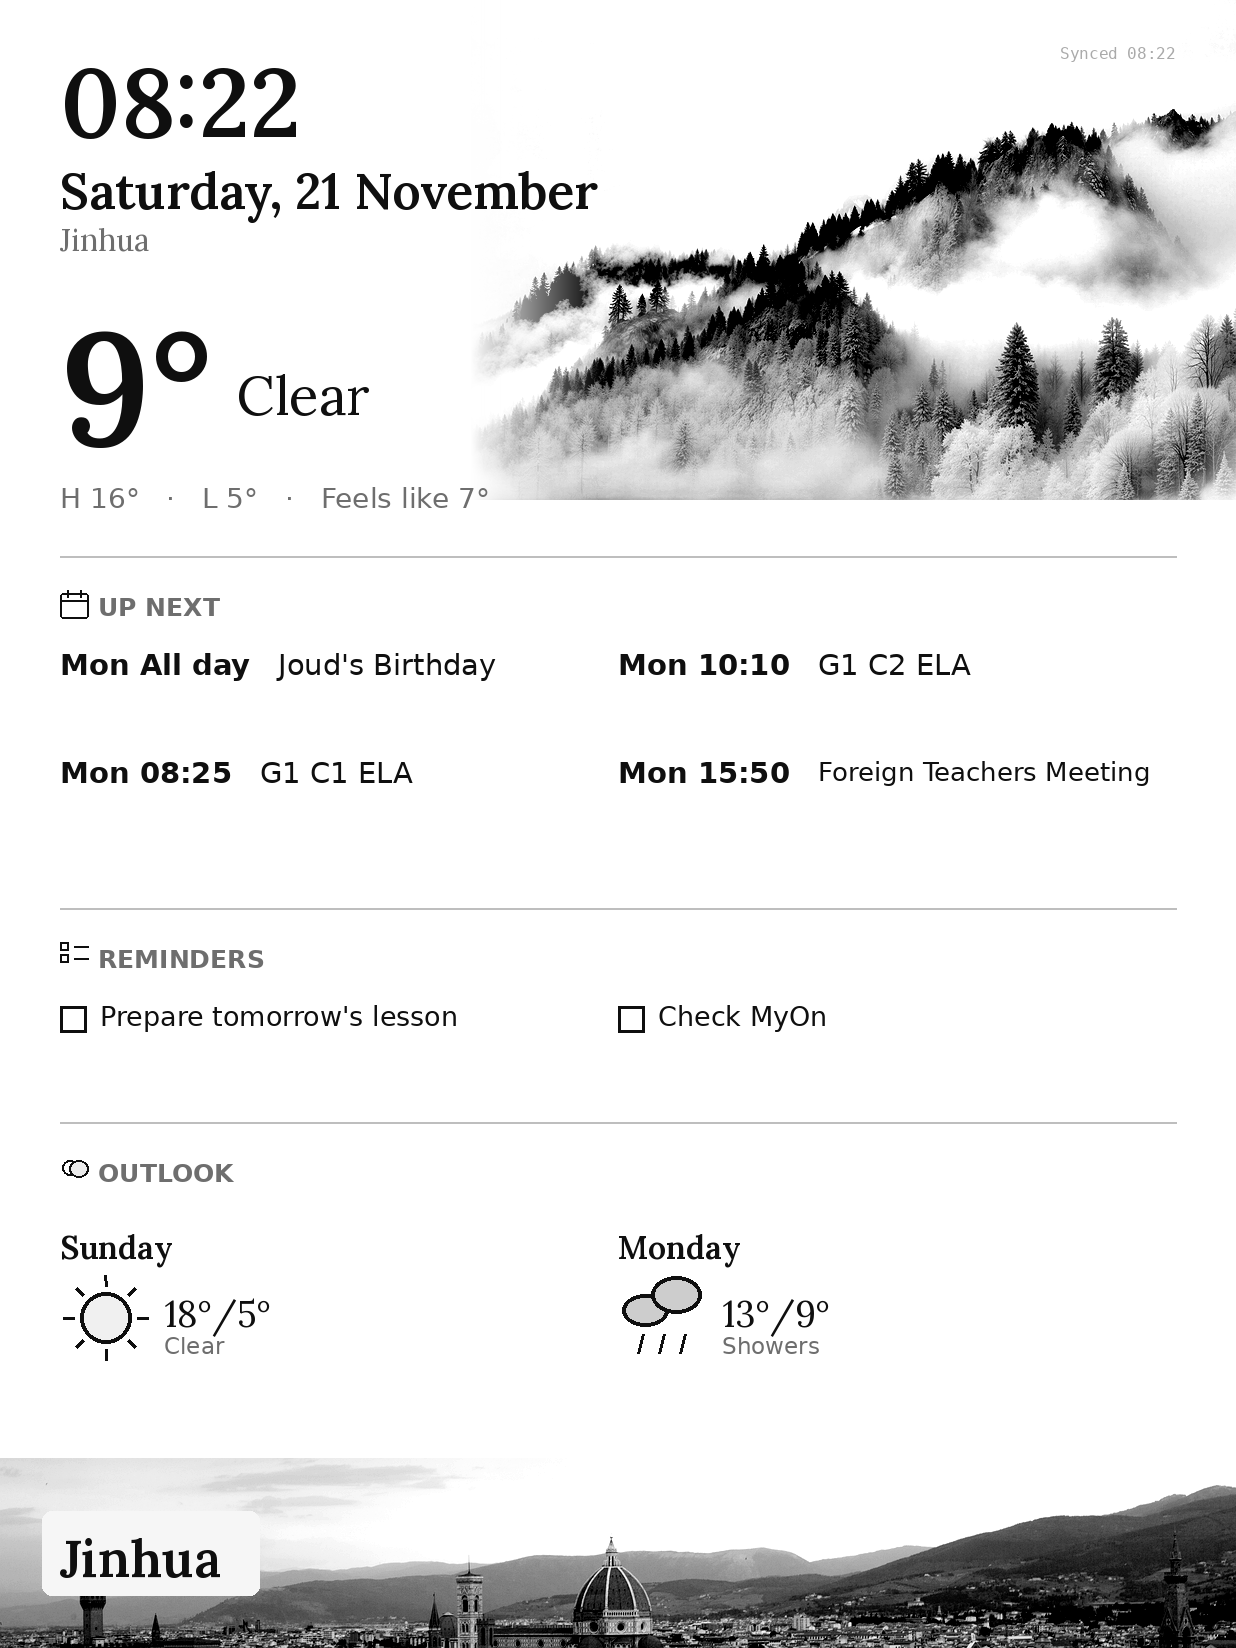 Synced 08:22
08:22
Saturday, 21 November
Jinhua
9° Clear
H 16° · L 5° · Feels like 7°
UP NEXT
Mon All day Joud's Birthday
Mon 10:10 G1 C2 ELA
Mon 08:25 G1 C1 ELA
Mon 15:50 Foreign Teachers Meeting
REMINDERS
Prepare tomorrow's lesson
Check MyOn
OUTLOOK
Sunday
18°/5°
Clear
Monday
13°/9°
Showers
Jinhua